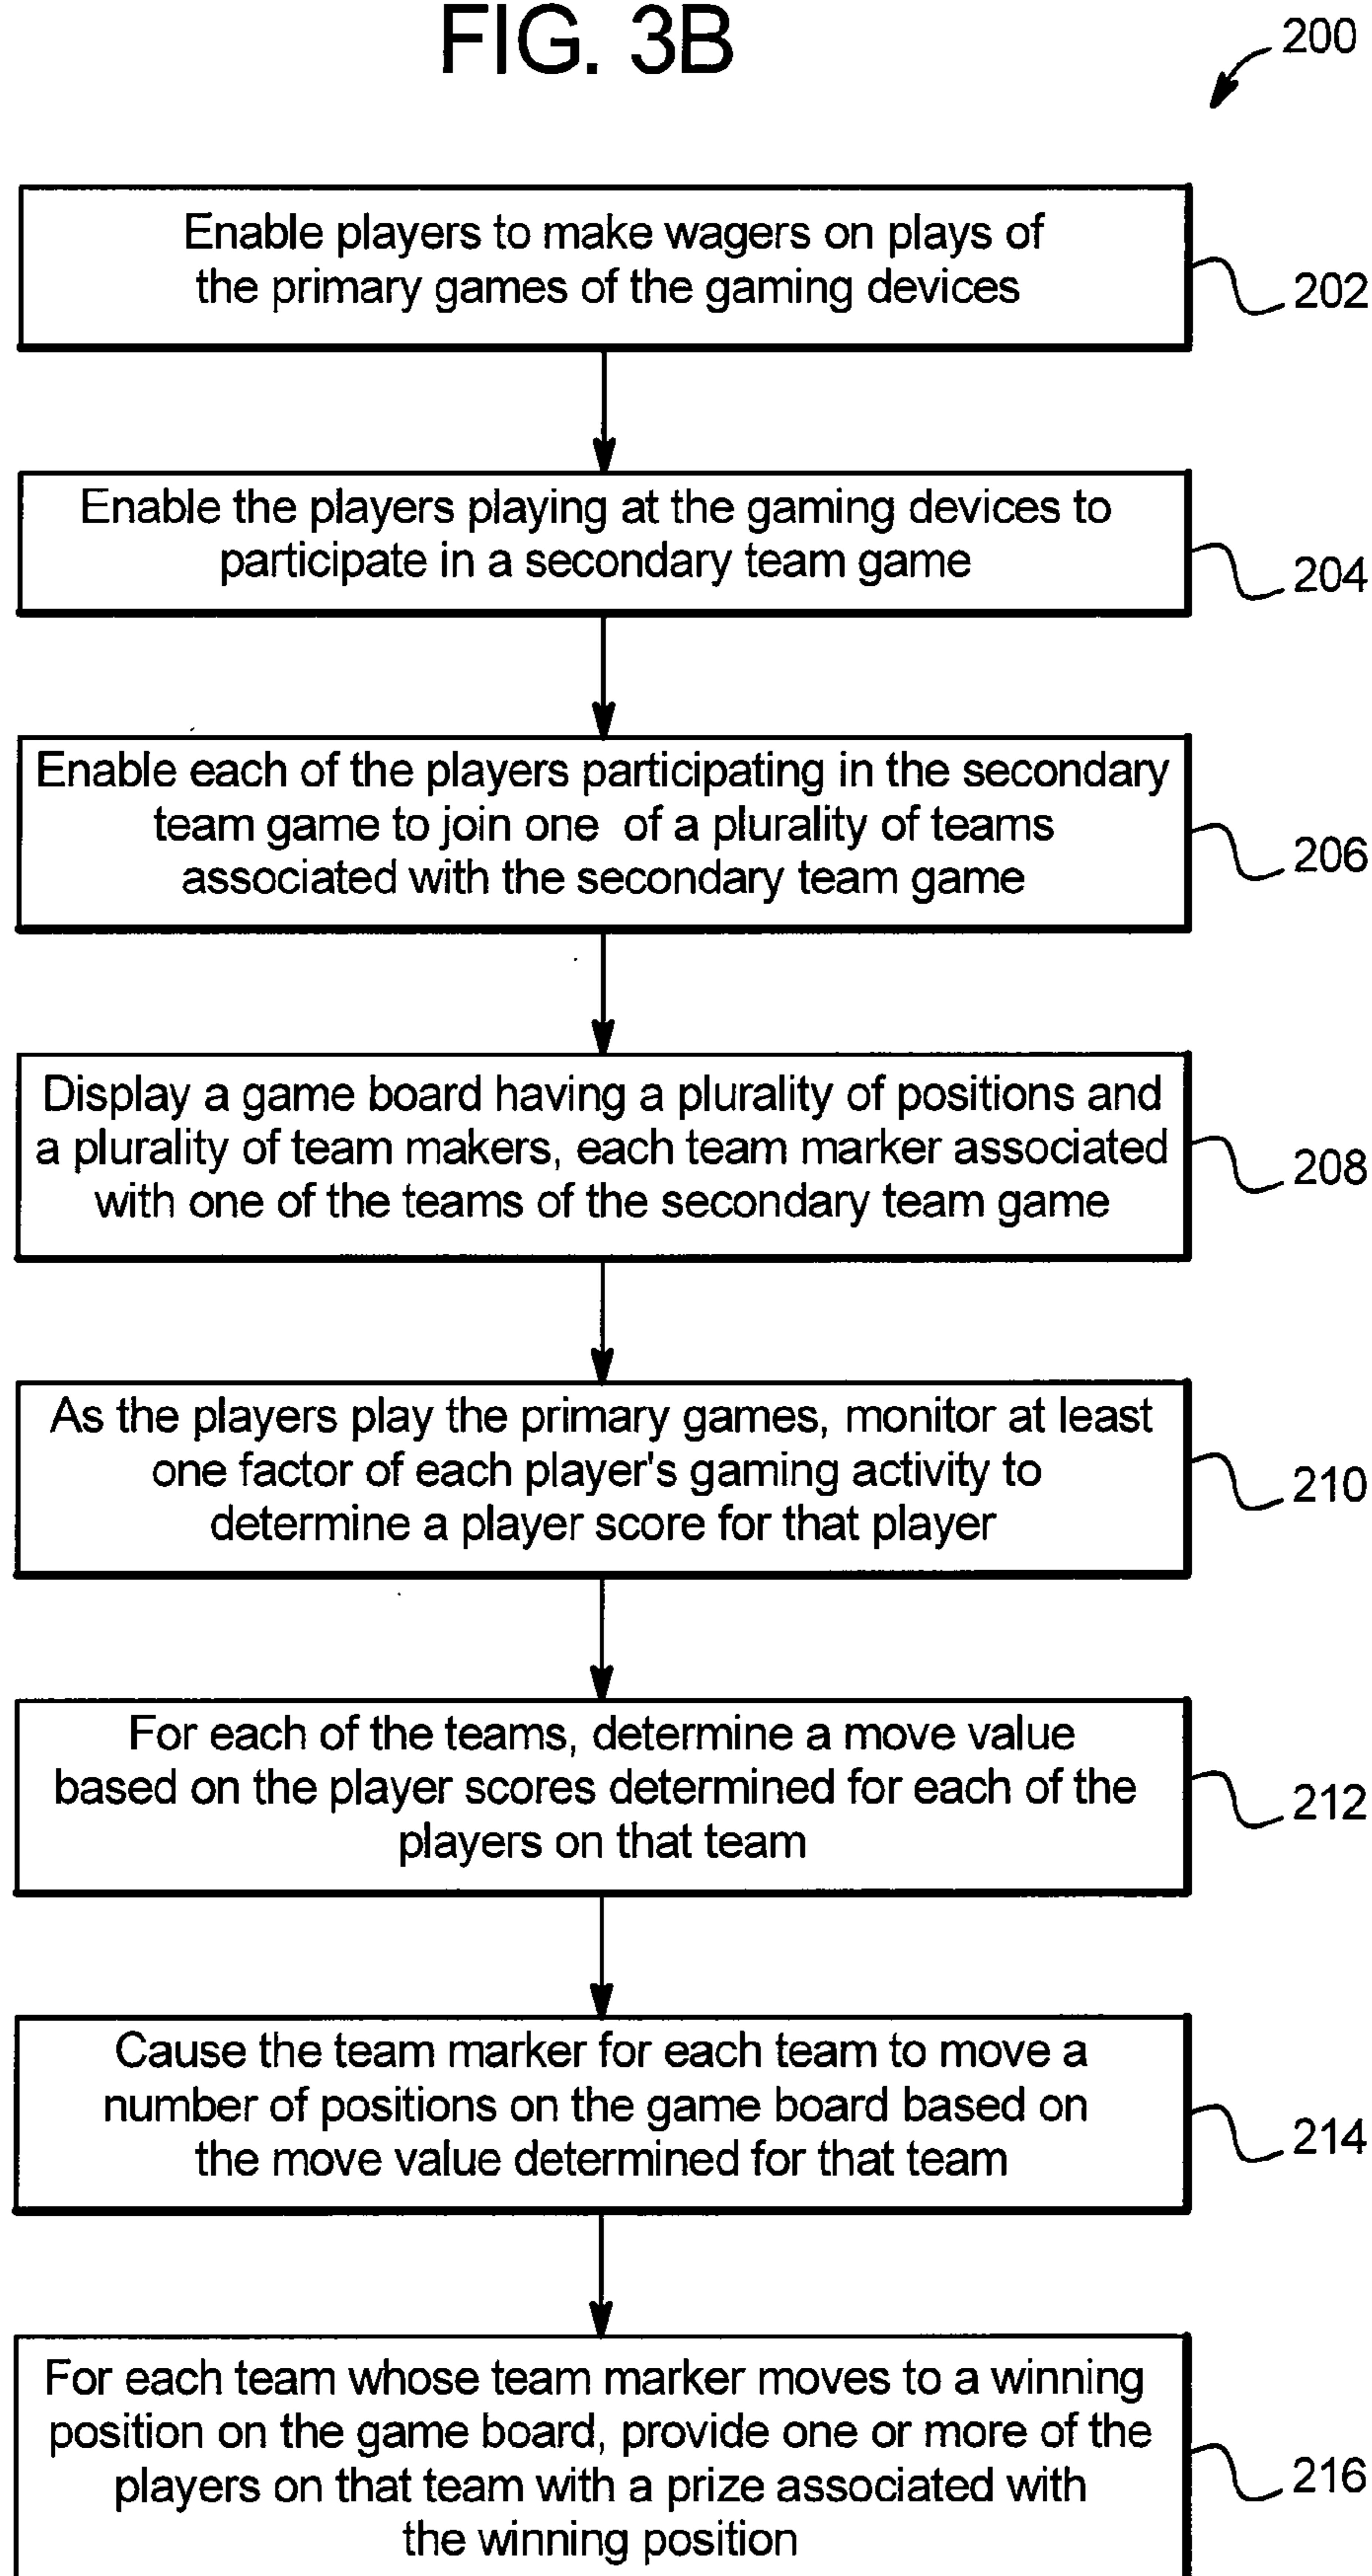 FIG. 3B
200
Enable players to make wagers on plays of
the primary games of the gaming devices
202
Enable the players playing at the gaming devices to
participate in a secondary team game
204
Enable each of the players participating in the secondary
team game to join one of a plurality of teams
associated with the secondary team game
206
Display a game board having a plurality of positions and
a plurality of team makers, each team marker associated
with one of the teams of the secondary team game
208
As the players play the primary games, monitor at least
one factor of each player's gaming activity to
determine a player score for that player
210
For each of the teams, determine a move value
based on the player scores determined for each of the
players on that team
212
Cause the team marker for each team to move a
number of positions on the game board based on
the move value determined for that team
214
For each team whose team marker moves to a winning
position on the game board, provide one or more of the
players on that team with a prize associated with
the winning position
216